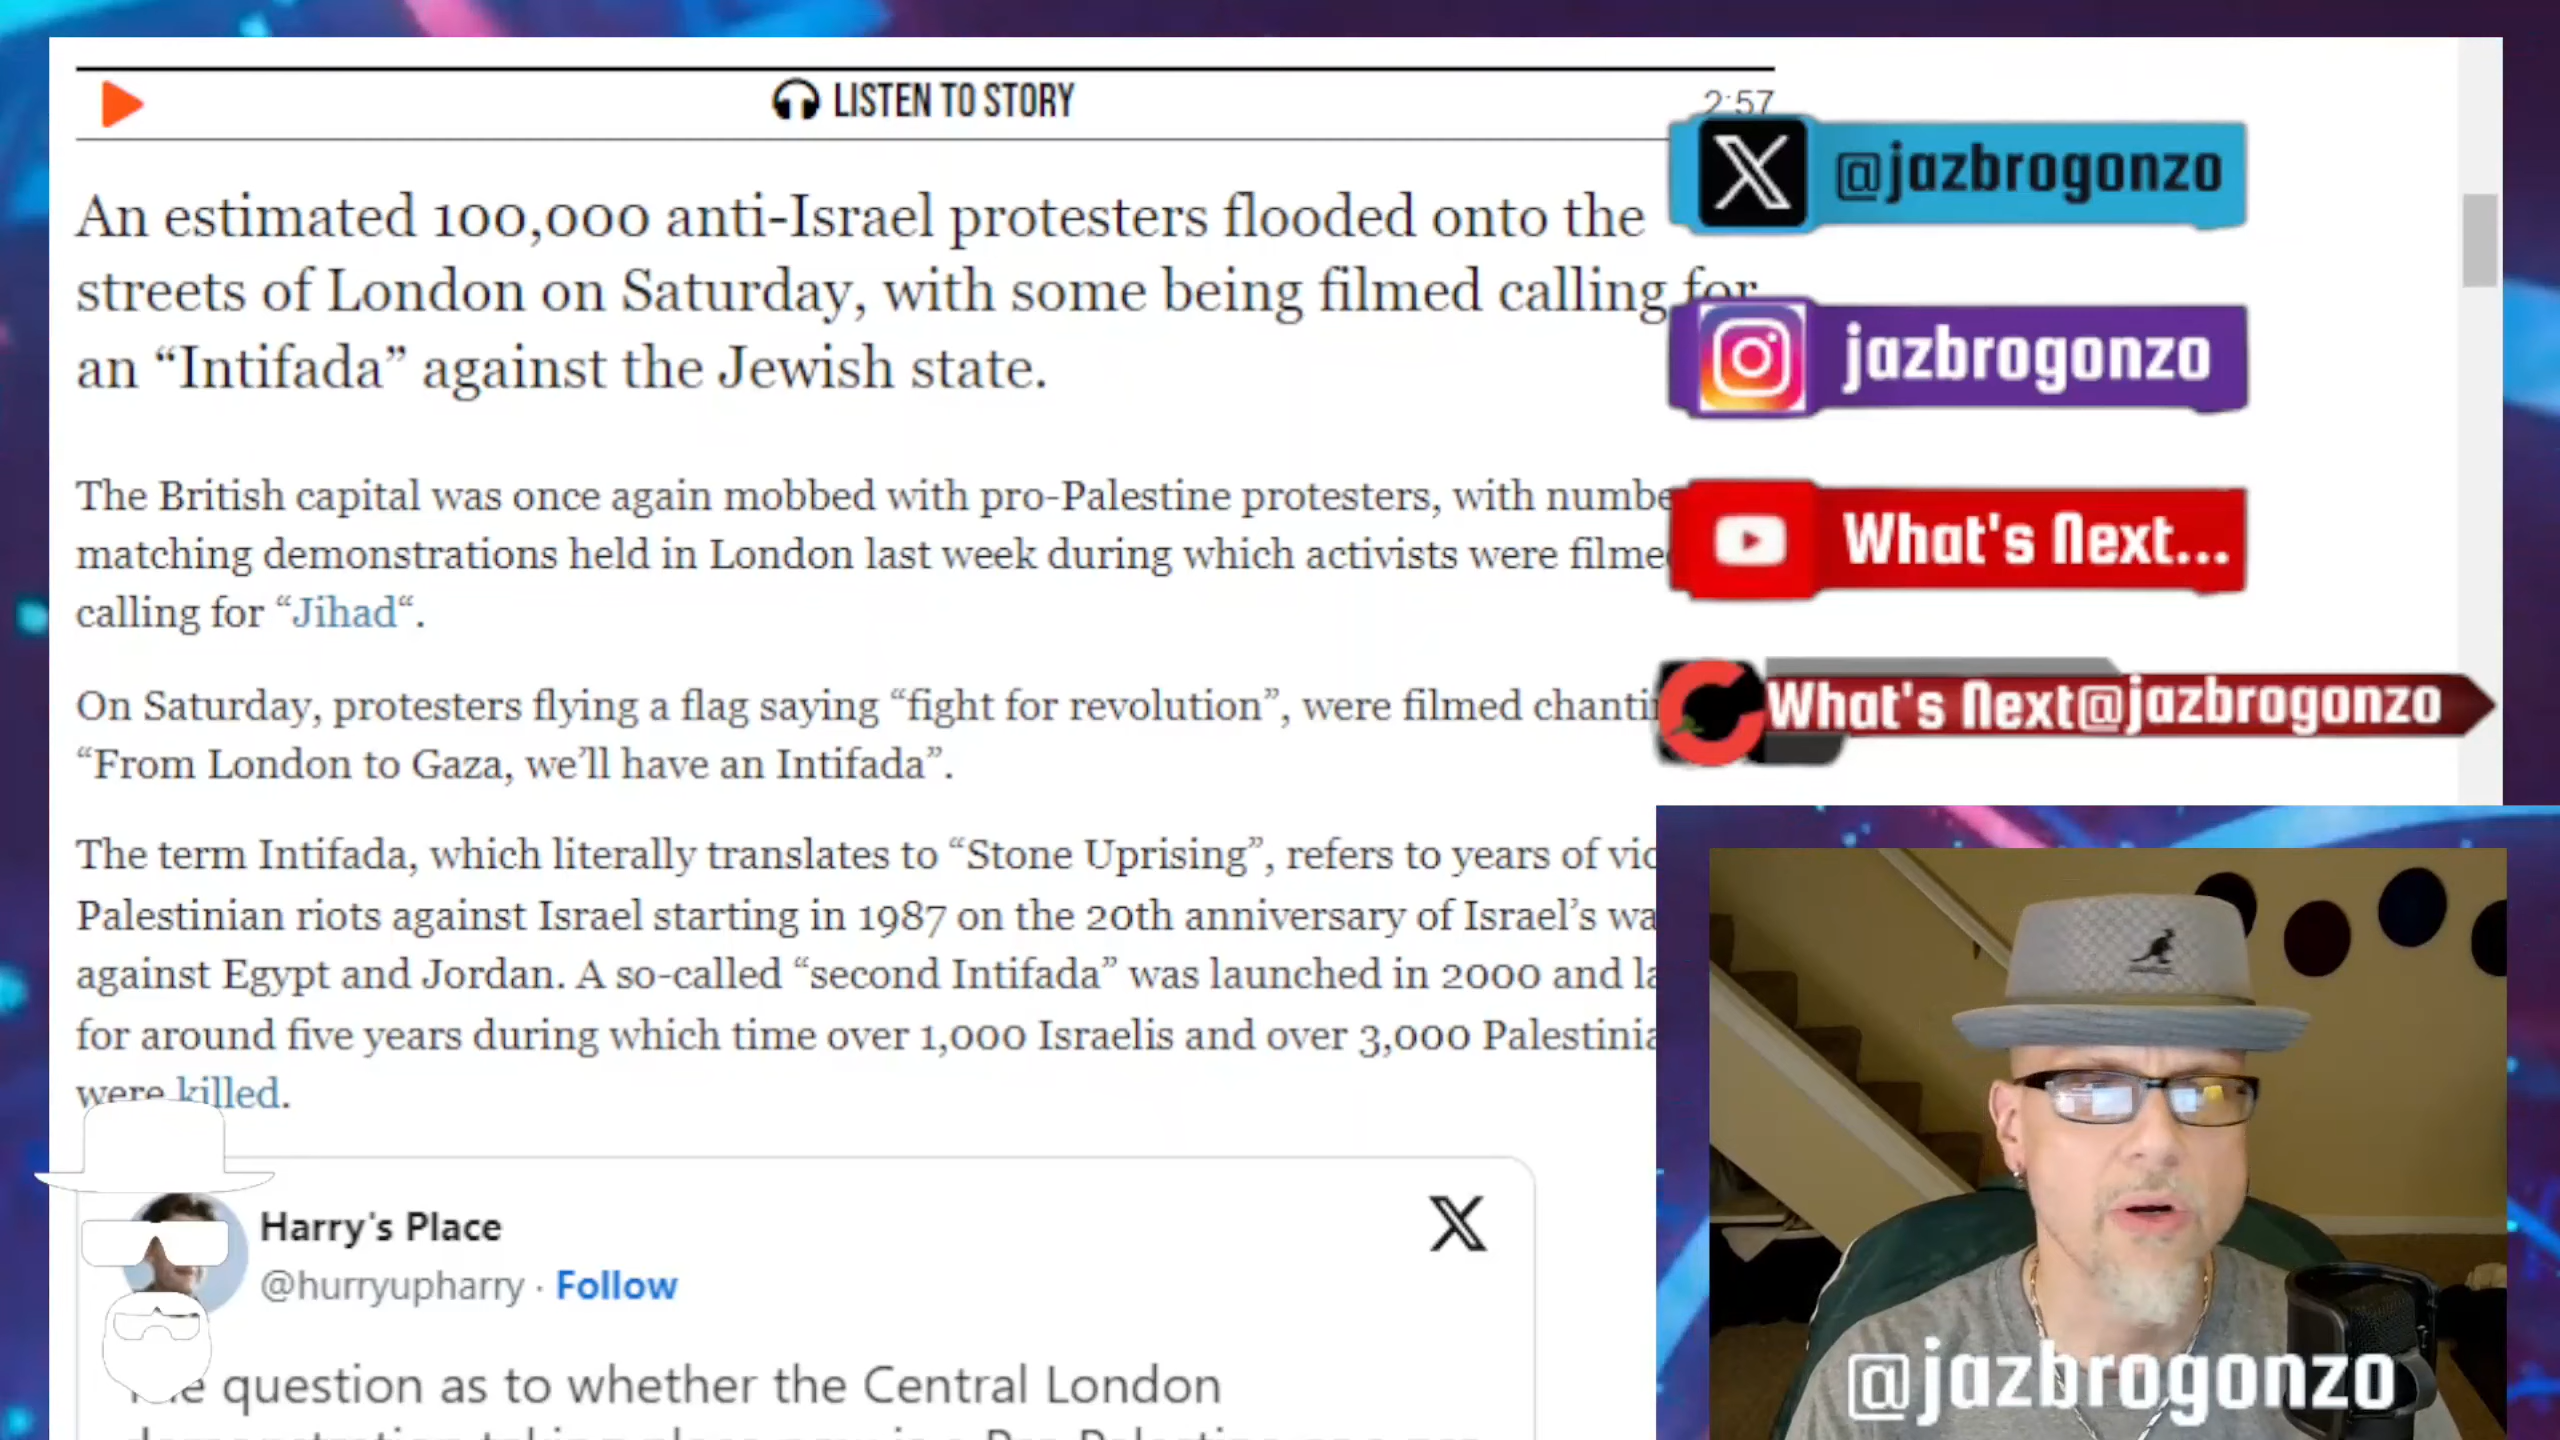 LISTEN TO STORY
2:57
An estimated 100,000 anti-Israel protesters flooded onto the
streets of London on Saturday, with some being filmed calling for
an “Intifada” against the Jewish state.
The British capital was once again mobbed with pro-Palestine protesters, with numbe
matching demonstrations held in London last week during which activists were filme
calling for “Jihad“.
On Saturday, protesters flying a flag saying “fight for revolution”, were filmed chanti
“From London to Gaza, we’ll have an Intifada”.
The term Intifada, which literally translates to “Stone Uprising”, refers to years of vio
Palestinian riots against Israel starting in 1987 on the 20th anniversary of Israel’s wa
against Egypt and Jordan. A so-called “second Intifada” was launched in 2000 and la
for around five years during which time over 1,000 Israelis and over 3,000 Palestinia
were killed.
Harry's Place
@hurryupharry · Follow
question as to whether the Central London
@jazbrogonzo
jazbrogonzo
What's Next...
What's Next@jazbrogonzo
@jazbrogonzo